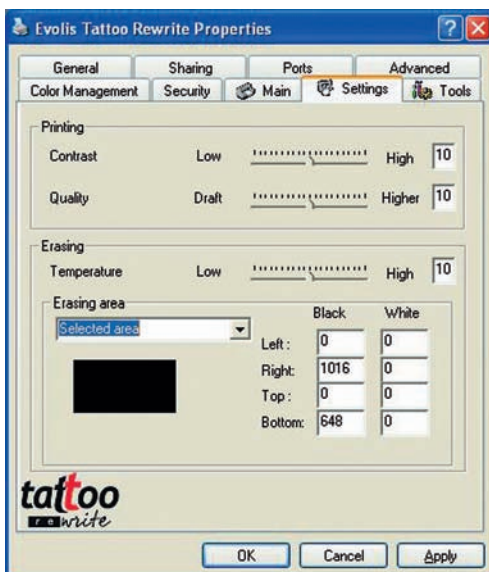 Evolis Tattoo Rewrite Properties
General Sharing Ports Advanced
Color Management Security Main Settings Tools
Printing
Contrast Low High 10
Quality Draft Higher 10
Erasing
Temperature Low High 10
Erasing area
Selected area
Black White
Left : 0 0
Right: 1016 0
Top : 0 0
Bottom: 648 0
tattoo
rewrite
OK Cancel Apply